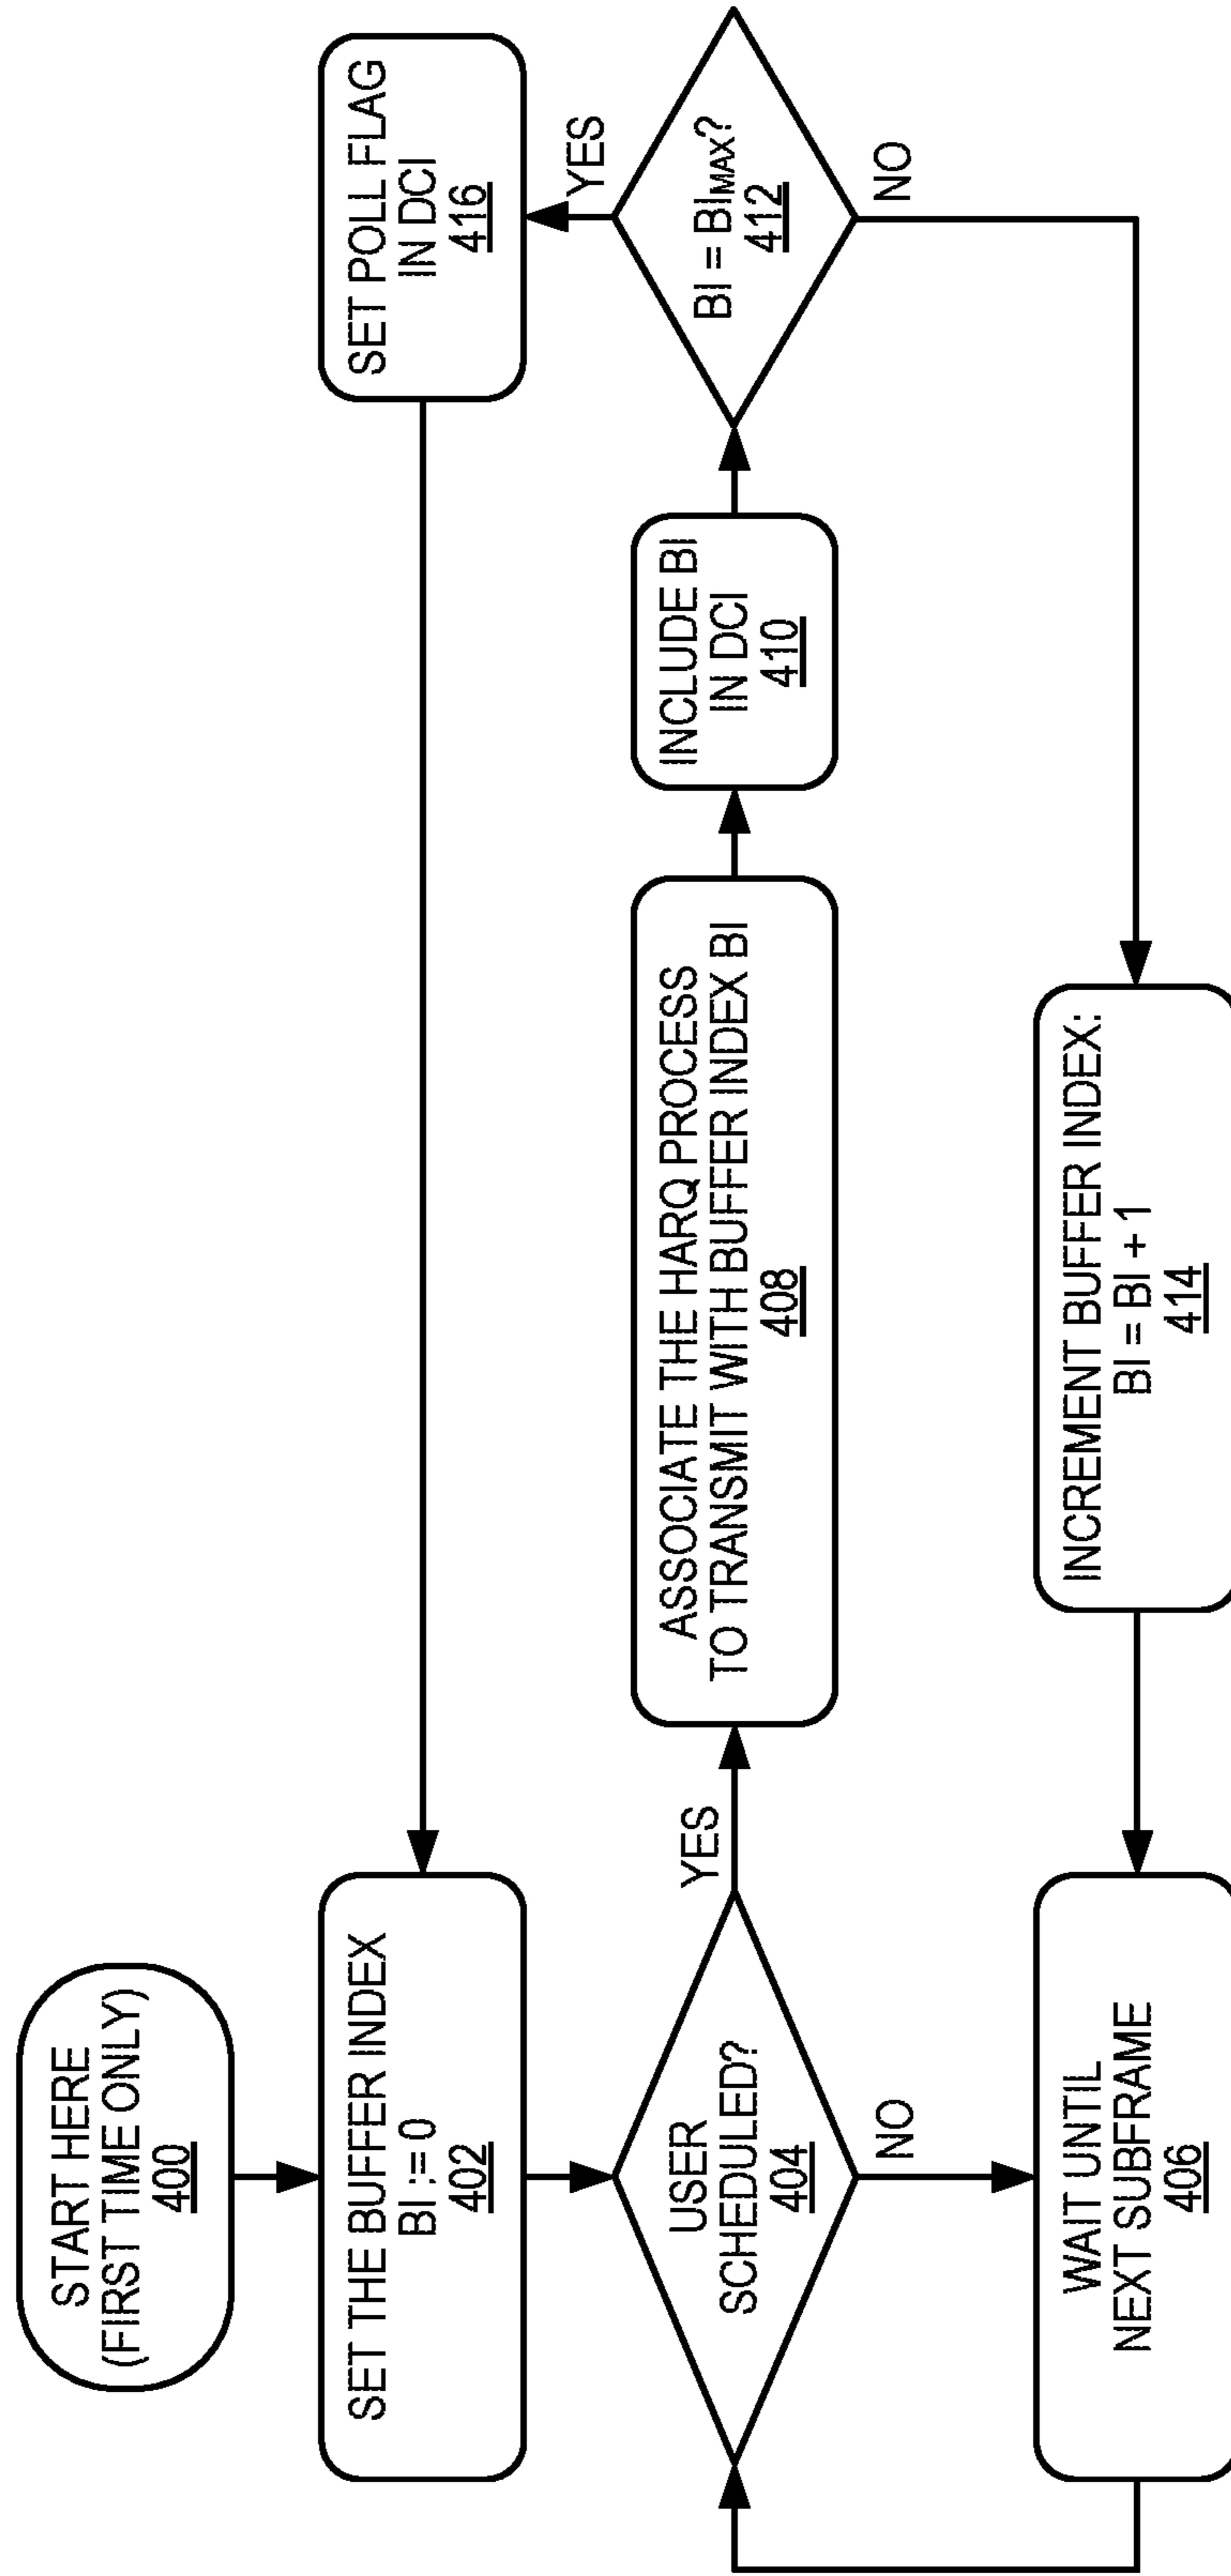 START HERE
(FIRST TIME ONLY)
400
SET THE BUFFER INDEX
BI := 0
402
USER
SCHEDULED?
404
YES
NO
WAIT UNTIL
NEXT SUBFRAME
406
ASSOCIATE THE HARQ PROCESS
TO TRANSMIT WITH BUFFER INDEX BI
408
INCLUDE BI
IN DCI
410
BI = BIMAX?
412
YES
NO
SET POLL FLAG
IN DCI
416
INCREMENT BUFFER INDEX:
BI = BI + 1
414